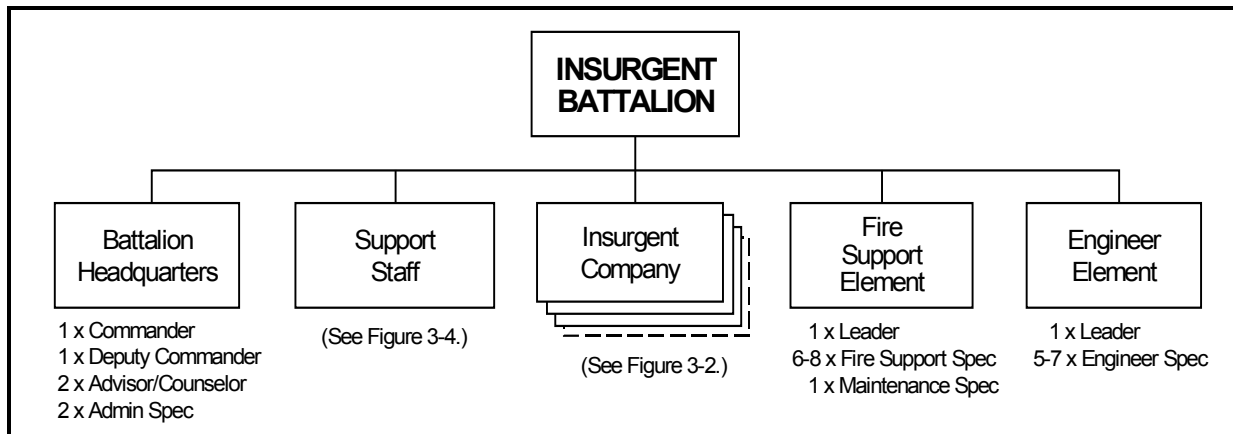 INSURGENT
BATTALION
Battalion
Headquarters
1 x Commander
1 x Deputy Commander
2 x Advisor/Counselor
2 x Admin Spec
Support
Staff
(See Figure 3-4.)
Insurgent
Company
(See Figure 3-2.)
Fire
Support
Element
1 x Leader
6-8 x Fire Support Spec
1 x Maintenance Spec
Engineer
Element
1 x Leader
5-7 x Engineer Spec